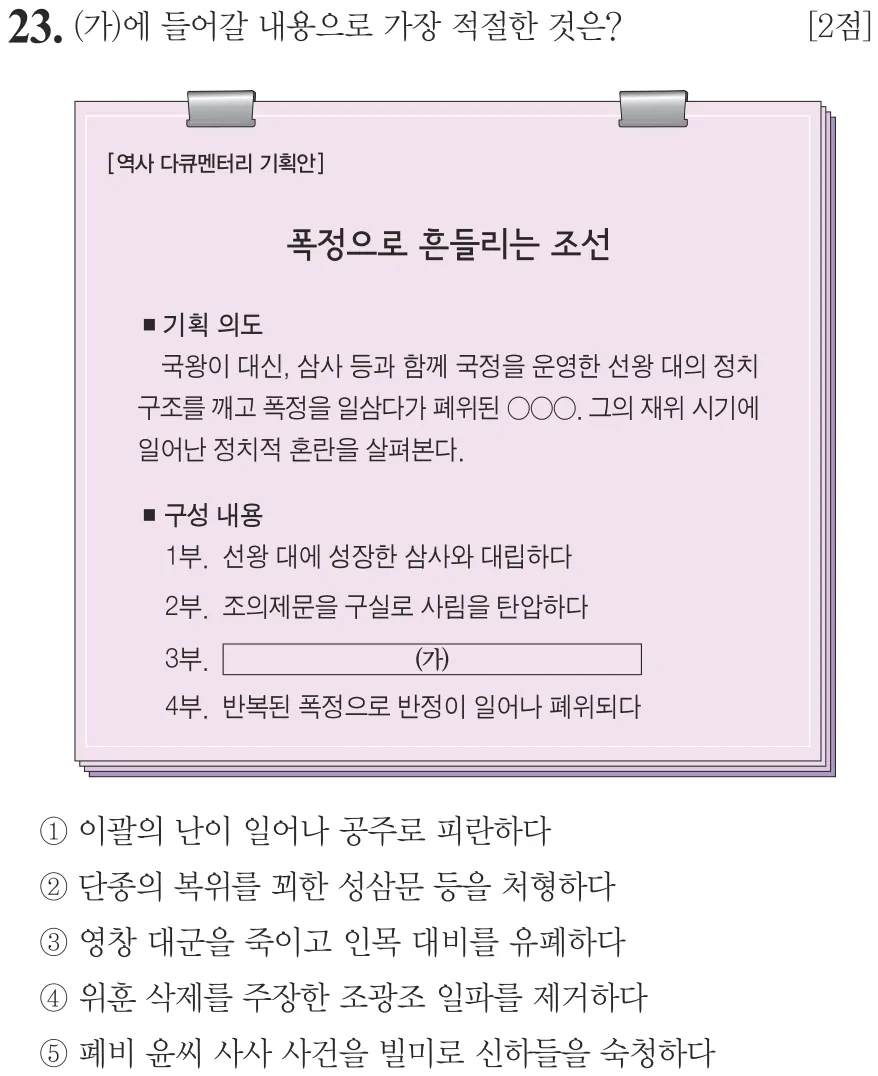 23. (가)에 들어갈 내용으로 가장 적절한 것은? [2점]
[역사 다큐멘터리 기획안]
폭정으로 흔들리는 조선
■ 기획 의도
국왕이 대신, 삼사 등과 함께 국정을 운영한 선왕 대의 정치
구조를 깨고 폭정을 일삼다가 폐위된 ○○○. 그의 재위 시기에
일어난 정치적 혼란을 살펴본다.
■ 구성 내용
1부. 선왕 대에 성장한 삼사와 대립하다
2부. 조의제문을 구실로 사림을 탄압하다
3부. (가)
4부. 반복된 폭정으로 반정이 일어나 폐위되다
① 이괄의 난이 일어나 공주로 피란하다
② 단종의 복위를 꾀한 성삼문 등을 처형하다
③ 영창 대군을 죽이고 인목 대비를 유폐하다
④ 위훈 삭제를 주장한 조광조 일파를 제거하다
⑤ 폐비 윤씨 사사 사건을 빌미로 신하들을 숙청하다